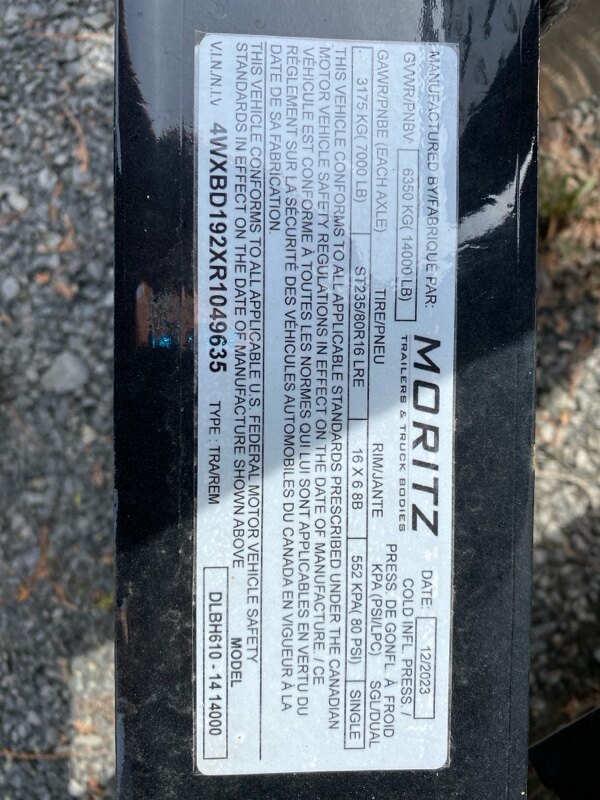 MANUFACTURED BY/FABRIQUE PAR: MORITZ
TRAILERS & TRUCK BODIES
DATE: 12/2023
GVWR/PNBV: 6350 KG( 14000 LB)
COLD INFL. PRESS. /
PRESS. DE GONFL. À FROID
GAWR/PNBE (EACH AXLE) TIRE/PNEU RIM/JANTE KPA (PSI/LPC) SGL/DUAL
3175 KG( 7000 LB) ST235/80R16 LRE 16 X 6 8B 552 KPA( 80 PSI) SINGLE
THIS VEHICLE CONFORMS TO ALL APPLICABLE STANDARDS PRESCRIBED UNDER THE CANADIAN
MOTOR VEHICLE SAFETY REGULATIONS IN EFFECT ON THE DATE OF MANUFACTURE. / CE
VÉHICULE EST CONFORME À TOUTES LES NORMES QUI LUI SONT APPLICABLES EN VERTU DU
RÈGLEMENT SUR LA SÉCURITÉ DES VÉHICULES AUTOMOBILES DU CANADA EN VIGUEUR À LA
DATE DE SA FABRICATION.
THIS VEHICLE CONFORMS TO ALL APPLICABLE U.S. FEDERAL MOTOR VEHICLE SAFETY
STANDARDS IN EFFECT ON THE DATE OF MANUFACTURE SHOWN ABOVE.
MODEL
V.I.N./N.I.V 4WXBD192XR1049635 TYPE : TRA/REM DLBH610 - 14 14000